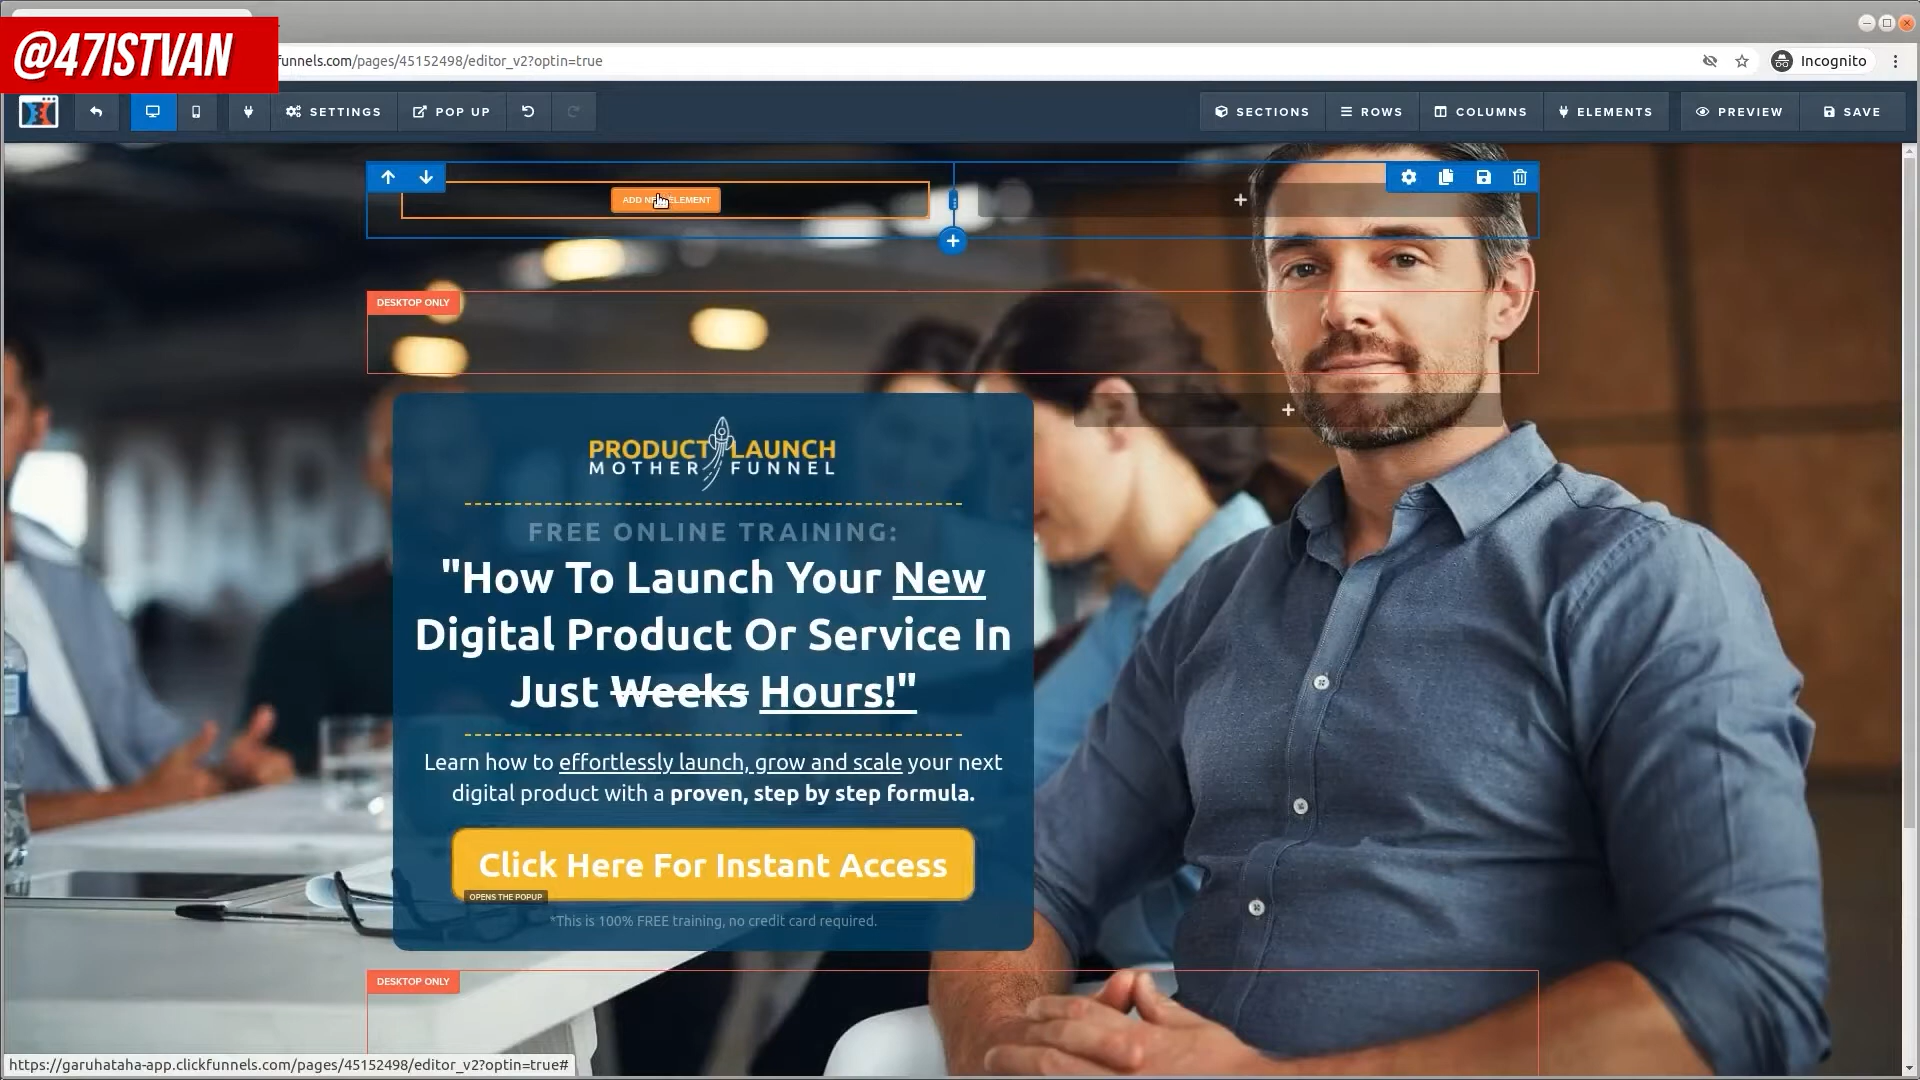 @47ISTVAN
funnels.com/pages/45152498/editor_v2?optin=true
Incognito
SETTINGS
POP UP
SECTIONS
ROWS
COLUMNS
ELEMENTS
PREVIEW
SAVE
ADD ELEMENT
DESKTOP ONLY
PRODUCT LAUNCH
MOTHER FUNNEL
FREE ONLINE TRAINING:
"How To Launch Your New
Digital Product Or Service In
Just Weeks Hours!"
Learn how to effortlessly launch, grow and scale your next
digital product with a proven, step by step formula.
Click Here For Instant Access
OPENS THE POPUP
*This is 100% FREE training, no credit card required.
DESKTOP ONLY
https://garuhataha-app.clickfunnels.com/pages/45152498/editor_v2?optin=true#